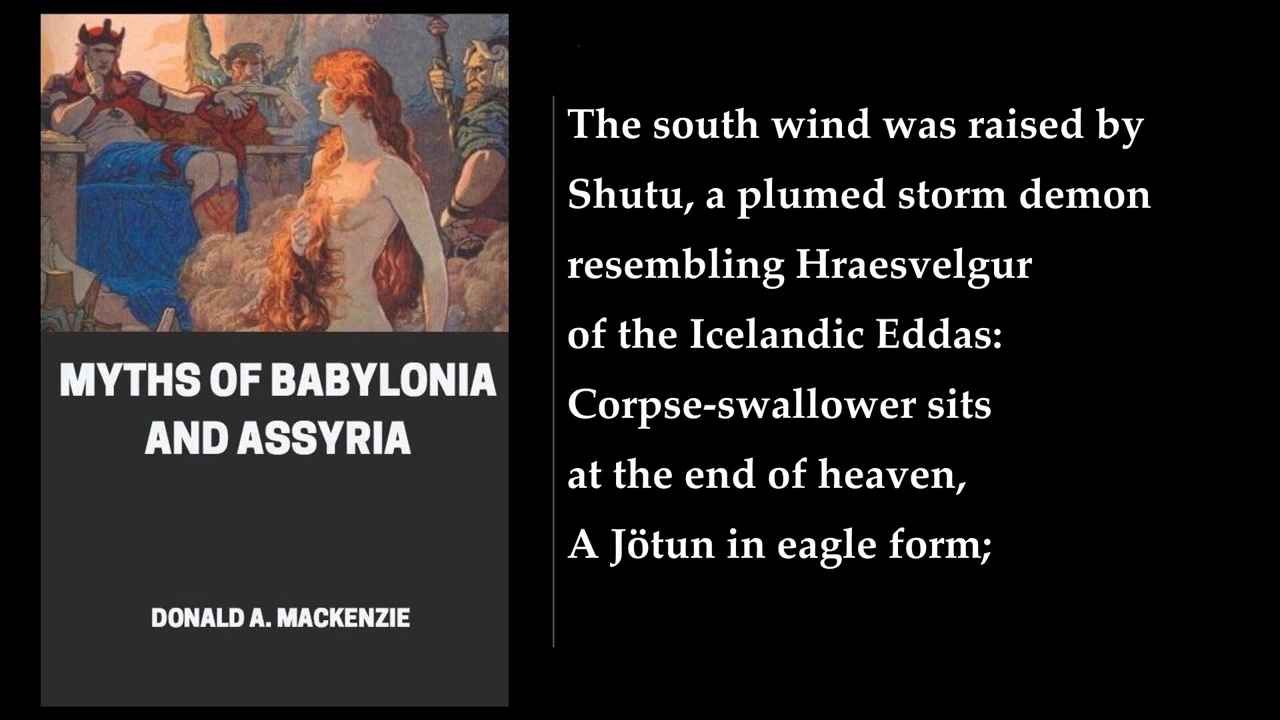 MYTHS OF BABYLONIA
AND ASSYRIA
DONALD A. MACKENZIE
The south wind was raised by
Shutu, a plumed storm demon
resembling Hraesvelgur
of the Icelandic Eddas:
Corpse-swallower sits
at the end of heaven,
A Jötun in eagle form;